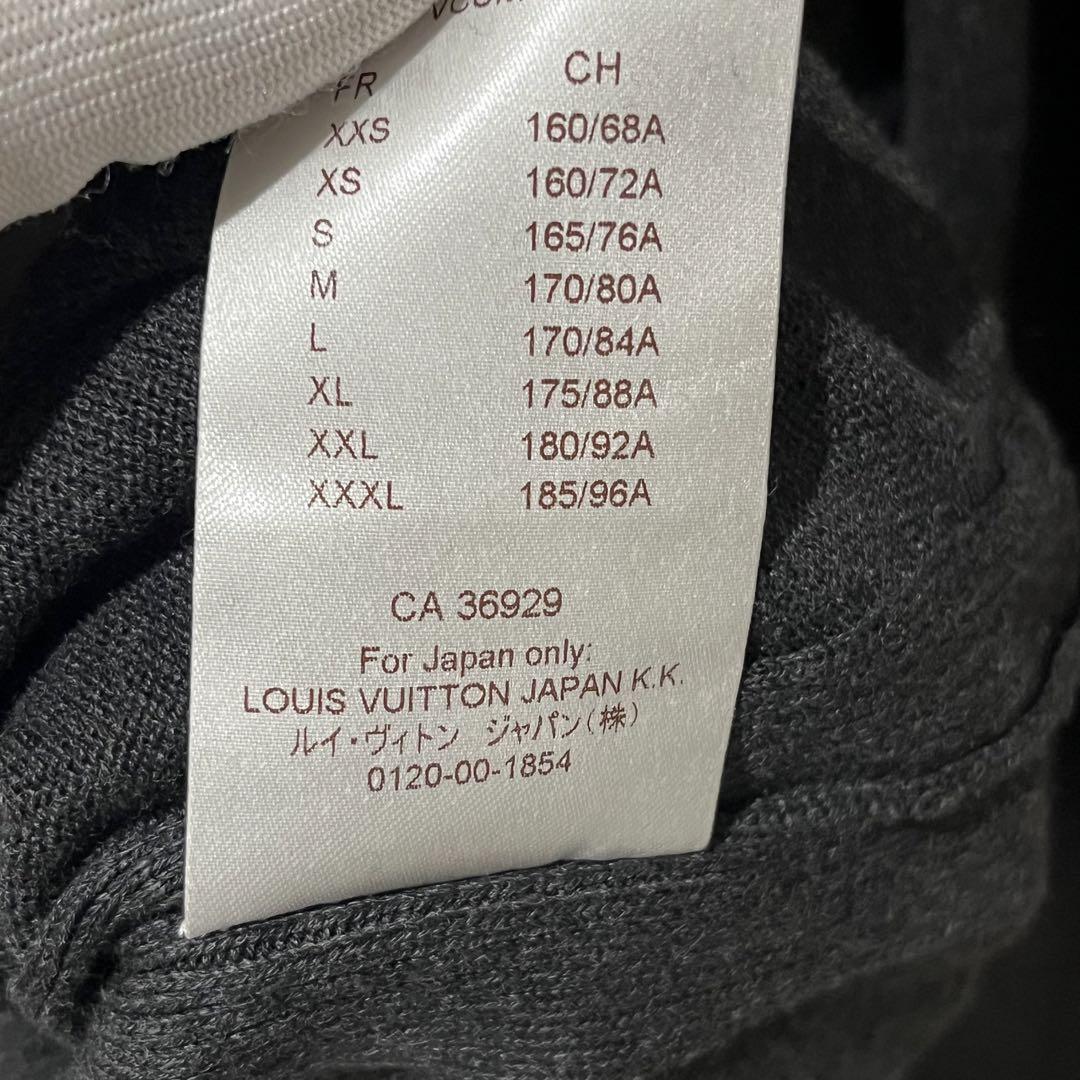 FR CH
XXS 160/68A
XS 160/72A
S 165/76A
M 170/80A
L 170/84A
XL 175/88A
XXL 180/92A
XXXL 185/96A
CA 36929
For Japan only:
LOUIS VUITTON JAPAN K.K.
ルイ・ヴィトン ジャパン(株)
0120-00-1854